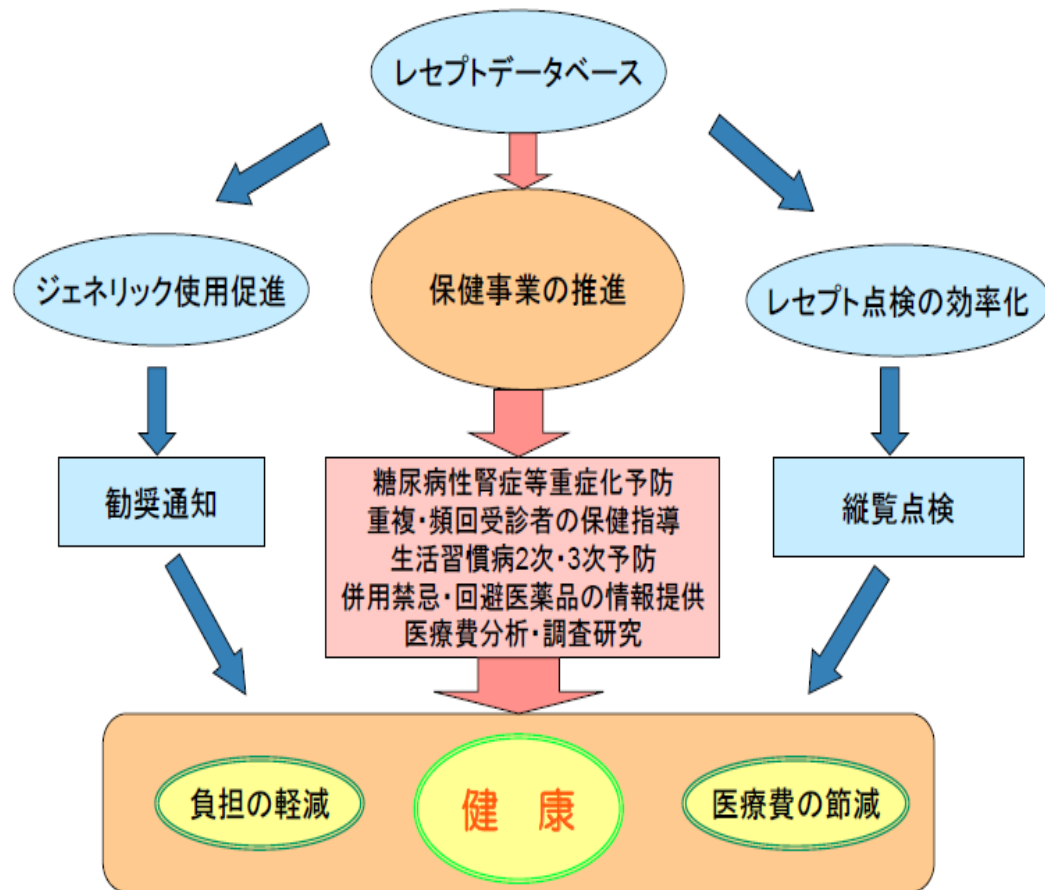 レセプトデータベース
ジェネリック使用促進
保健事業の推進
レセプト点検の効率化
勧奨通知
糖尿病性腎症等重症化予防
重複・頻回受診者の保健指導
生活習慣病2次・3次予防
併用禁忌・回避医薬品の情報提供
医療費分析・調査研究
縦覧点検
負担の軽減
健　康
医療費の節減